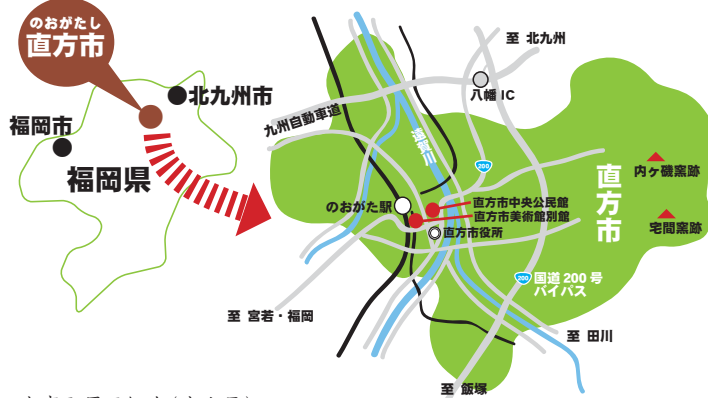 のおがたし
直方市
北九州市
福岡市
福岡県
至 北九州
八幡 IC
九州自動車道
遠賀川
200
のおがた駅
直方市中央公民館
直方市美術館別館
直方市役所
直方市
内ヶ磯窯跡
宅間窯跡
200
国道 200 号
バイパス
至 宮若・福岡
至 田川
至 飯塚